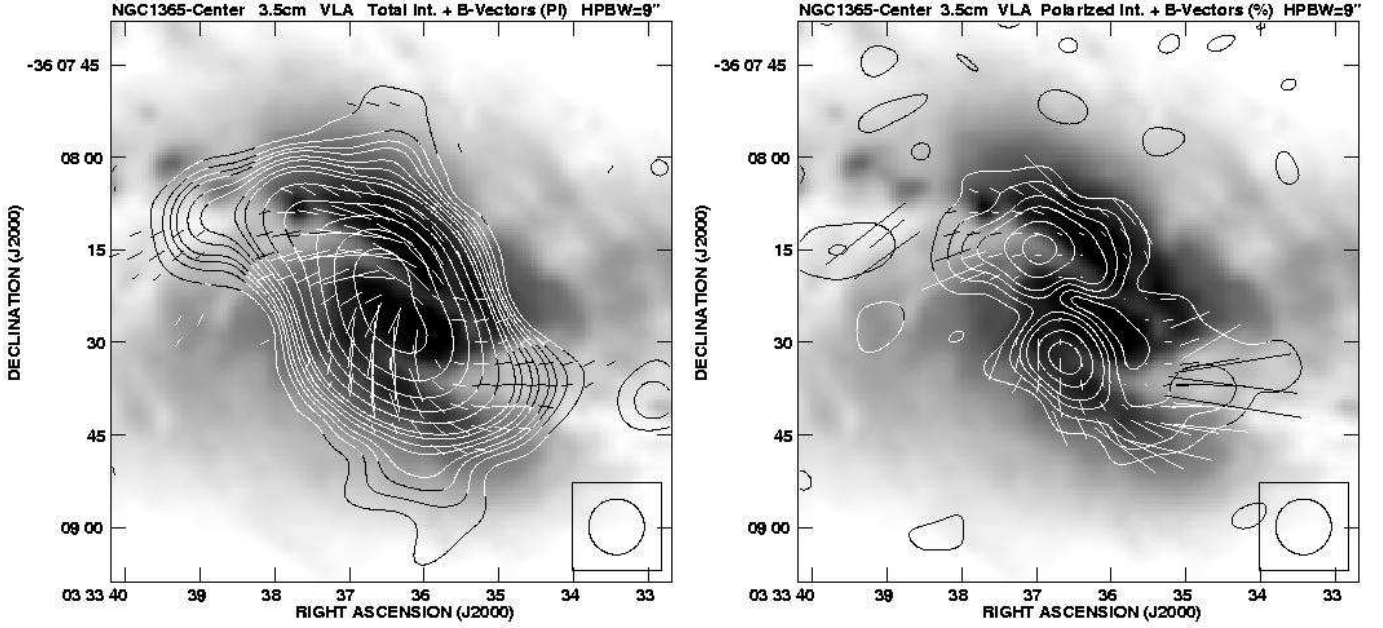 NGC1365-Center 3.5cm VLA Total Int. + B-Vectors (PI) HPBW=9"
-36 07 45
08 00
15
30
45
09 00
DECLINATION (J2000)
03 33 40 39 38 37 36 35 34 33
RIGHT ASCENSION (J2000)
NGC1365-Center 3.5cm VLA Polarized Int. + B-Vectors (%) HPBW=9"
-36 07 45
08 00
15
30
45
09 00
DECLINATION (J2000)
03 33 40 39 38 37 36 35 34 33
RIGHT ASCENSION (J2000)